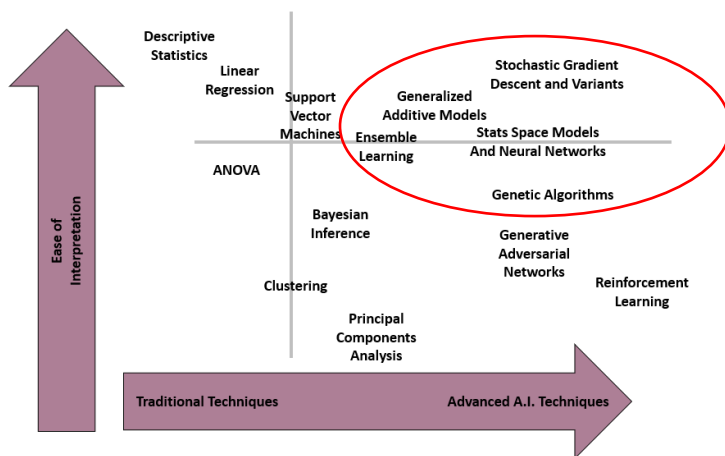 Descriptive
Statistics
Linear
Regression
Support
Vector
Machines
Generalized
Additive Models
Stochastic Gradient
Descent and Variants
Ensemble
Learning
Stats Space Models
And Neural Networks
ANOVA
Genetic Algorithms
Bayesian
Inference
Generative
Adversarial
Networks
Clustering
Reinforcement
Learning
Principal
Components
Analysis
Ease of
Interpretation
Traditional Techniques
Advanced A.I. Techniques